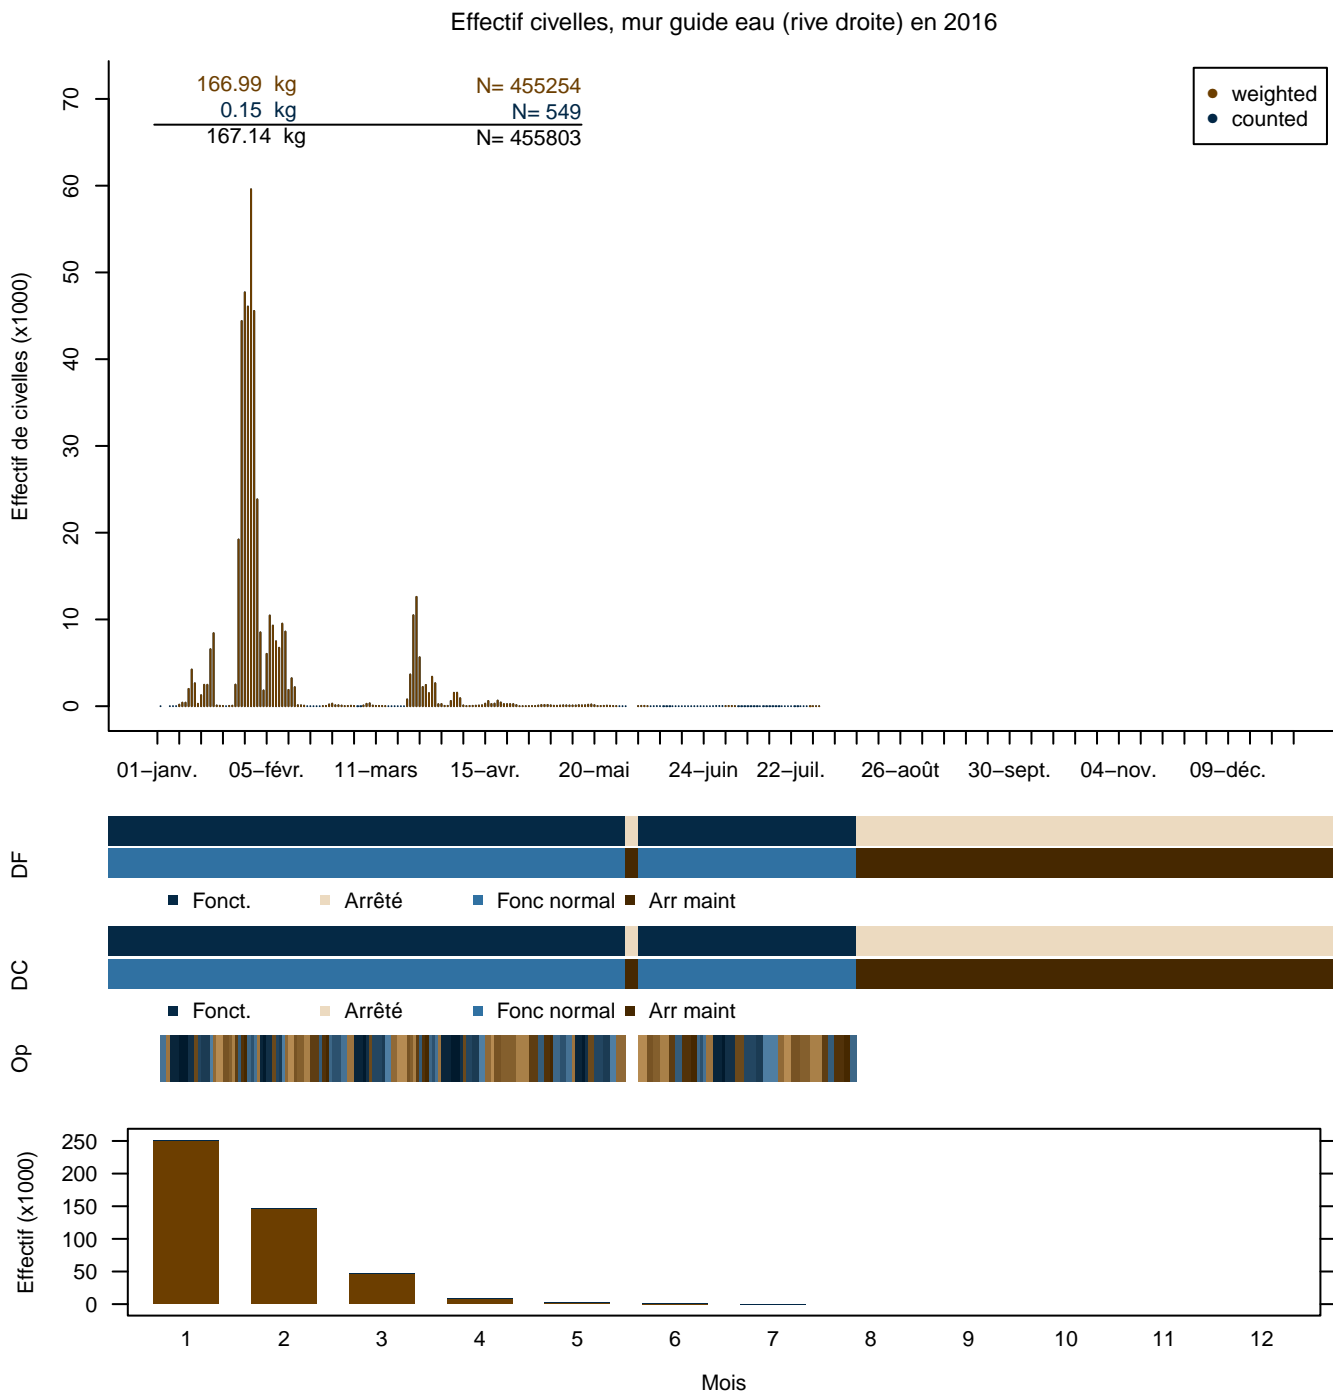 Effectif civelles, mur guide eau (rive droite) en 2016
166.99 kg N= 455254
0.15 kg N= 549
167.14 kg N= 455803
weighted
counted
Effectif de civelles (x1000)
70
60
50
40
30
20
10
0
01−janv. 05−févr. 11−mars 15−avr. 20−mai 24−juin 22−juil. 26−août 30−sept. 04−nov. 09−déc.
DF
Fonct. Arrêté Fonc normal Arr maint
DC
Fonct. Arrêté Fonc normal Arr maint
Op
Effectif (x1000)
250
200
150
100
50
0
1 2 3 4 5 6 7 8 9 10 11 12
Mois